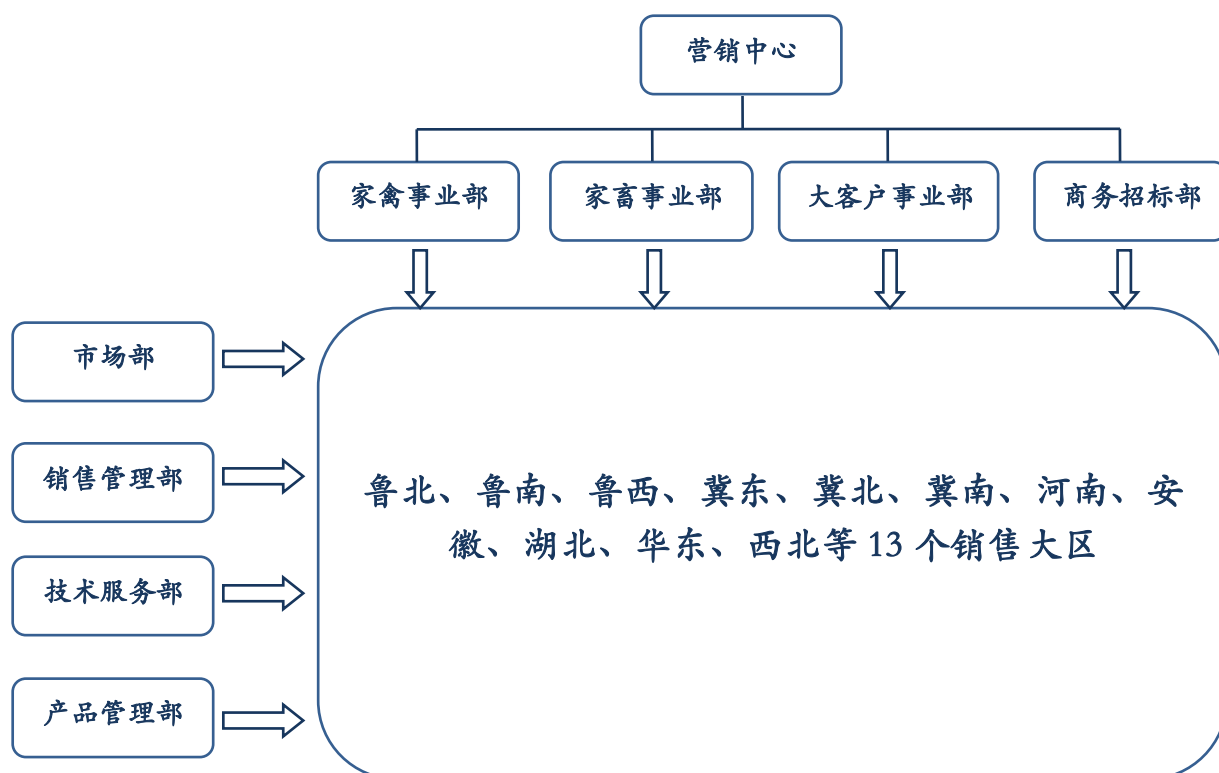 营销中心
家禽事业部
家畜事业部
大客户事业部
商务招标部
市场部
销售管理部
技术服务部
产品管理部
鲁北、鲁南、鲁西、冀东、冀北、冀南、河南、安
徽、湖北、华东、西北等 13 个销售大区